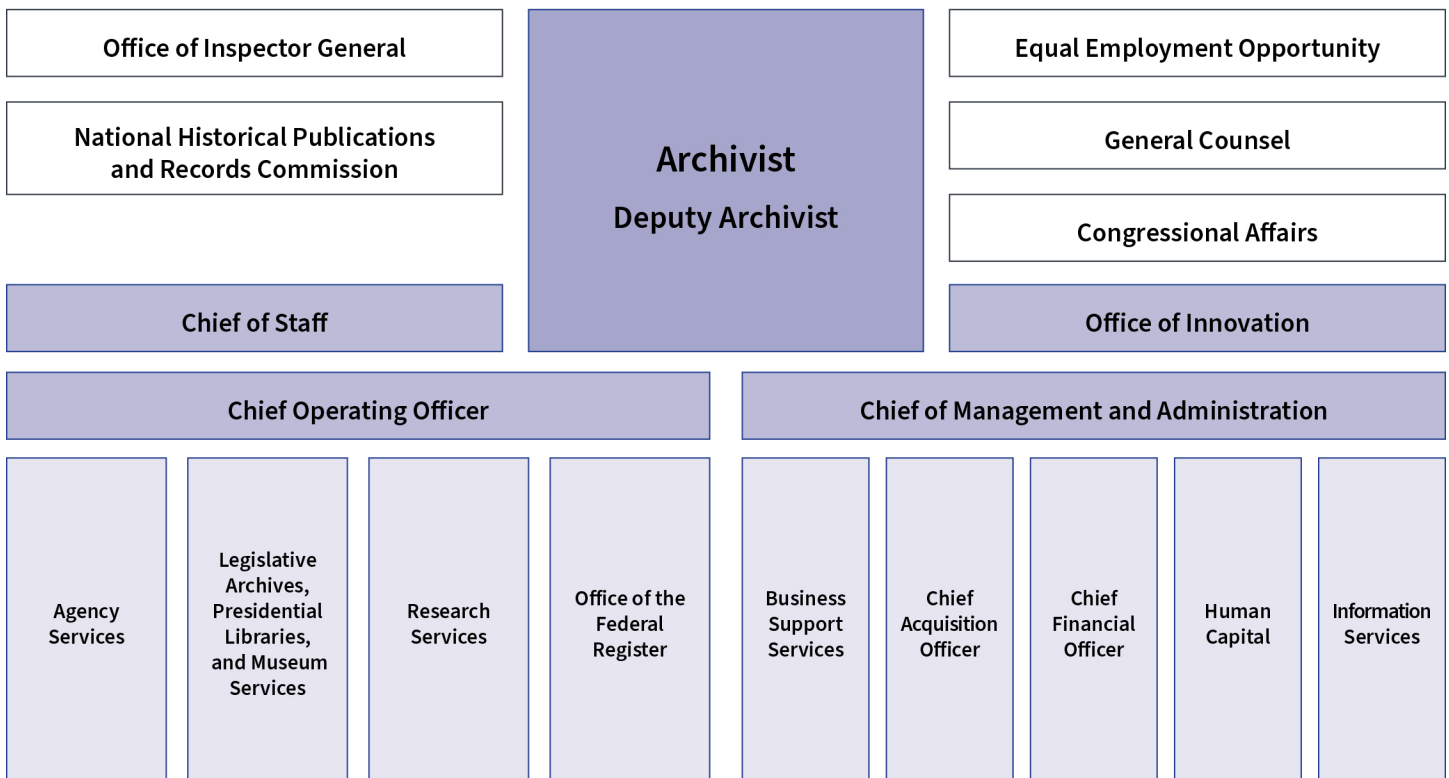 Office of Inspector General
National Historical Publications
and Records Commission
Chief of Staff
Archivist
Deputy Archivist
Equal Employment Opportunity
General Counsel
Congressional Affairs
Office of Innovation
Chief Operating Officer
Chief of Management and Administration
Agency
Services
Legislative
Archives,
Presidential
Libraries,
and Museum
Services
Research
Services
Office of the
Federal
Register
Business
Support
Services
Chief
Acquisition
Officer
Chief
Financial
Officer
Human
Capital
Information
Services